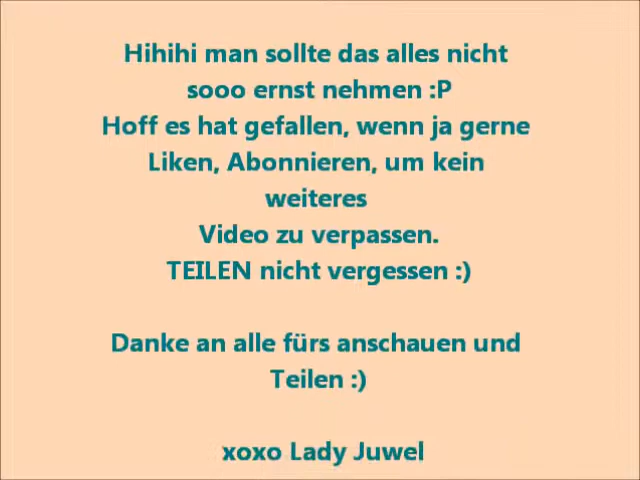 Hihihi man sollte das alles nicht
sooo ernst nehmen :P
Hoff es hat gefallen, wenn ja gerne
Liken, Abonnieren, um kein
weiteres
Video zu verpassen.
TEILEN nicht vergessen :)
Danke an alle fürs anschauen und
Teilen :)
xoxo Lady Juwel